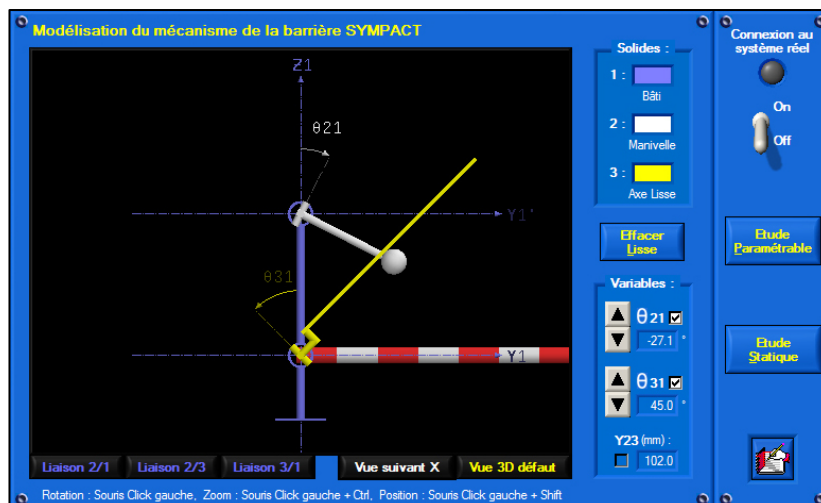 Modélisation du mécanisme de la barrière SYMPACT
Z1
θ21
Y1'
θ31
Y1
Liaison 2/1
Liaison 2/3
Liaison 3/1
Vue suivant X
Vue 3D défaut
Rotation : Souris Click gauche, Zoom : Souris Click gauche + Ctrl, Position : Souris Click gauche + Shift
Solides :
1 :
Bâti
2 :
Manivelle
3 :
Axe Lisse
Effacer
Lisse
Variables :
θ21
-27.1 °
θ31
45.0 °
Y23 (mm) :
102.0
Connexion au
système réel
On
Off
Etude
Paramétrable
Etude
Statique